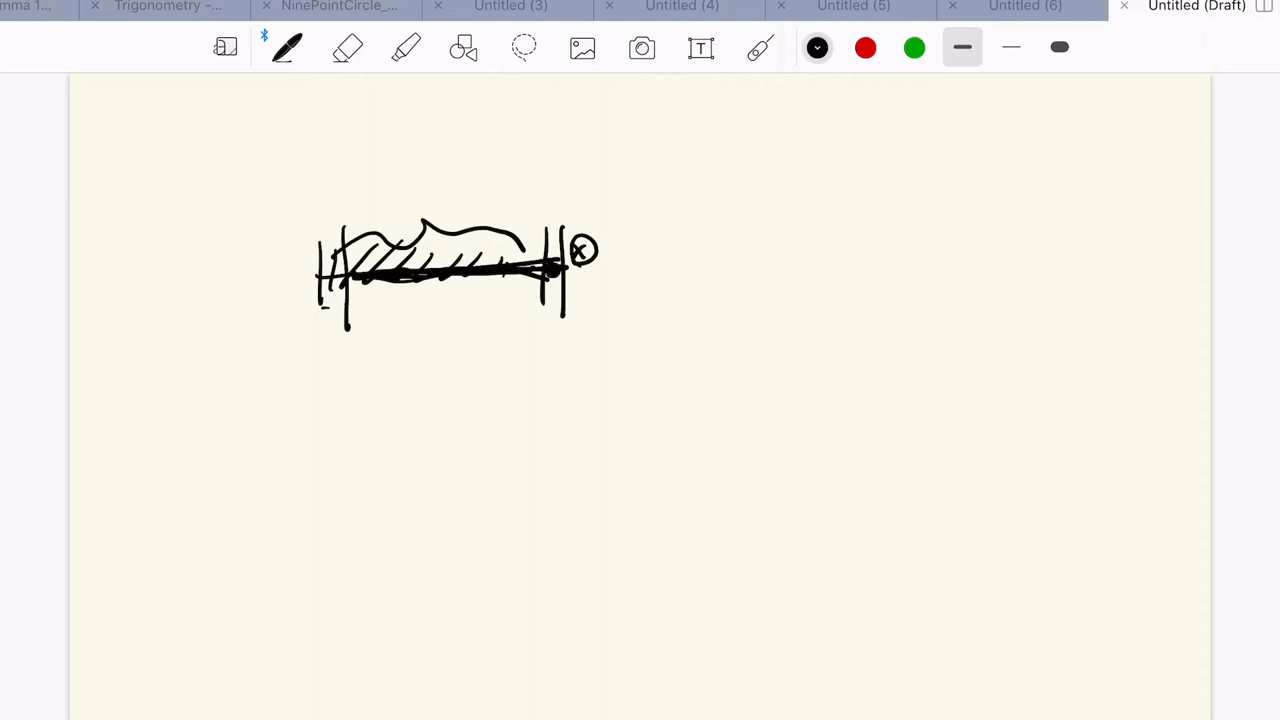 mma 1...
Trigonometry -...
NinePointCircle_...
Untitled (3)
Untitled (4)
Untitled (5)
Untitled (6)
Untitled (Draft)
T
x